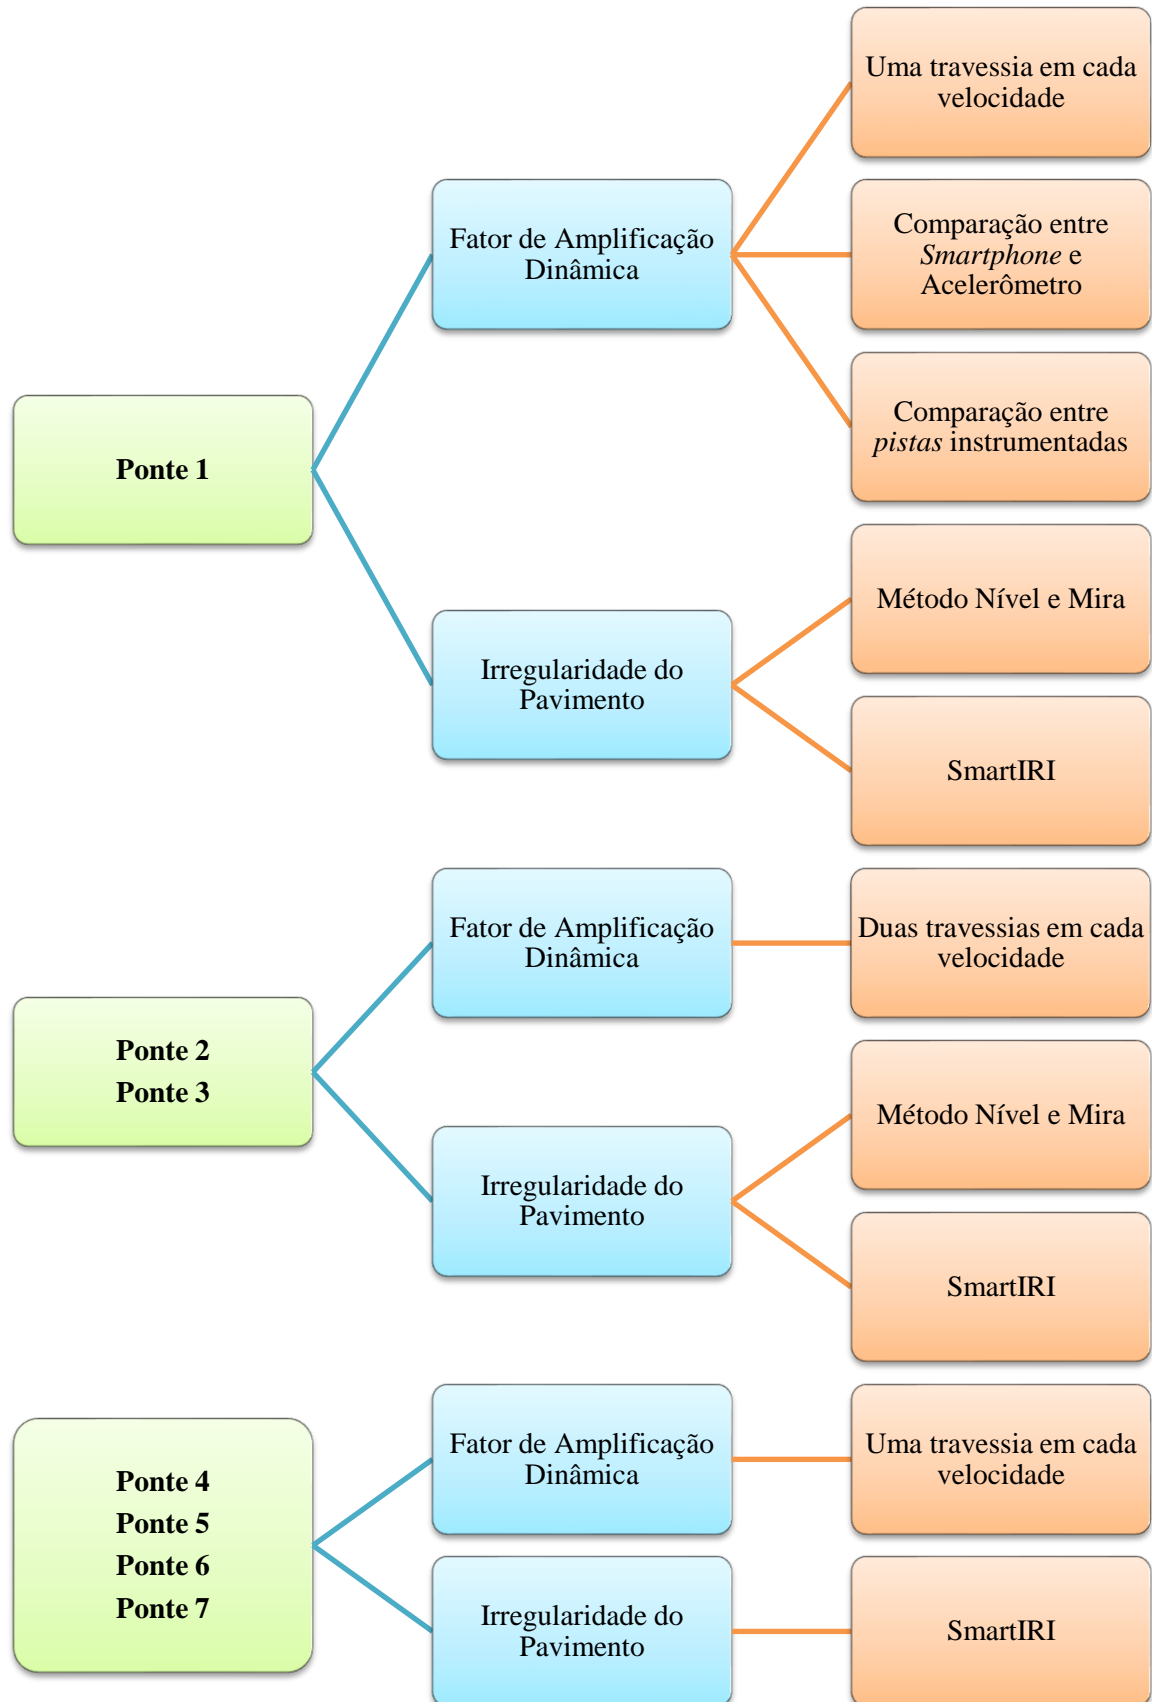 Uma travessia em cada
velocidade
Fator de Amplificação
Dinâmica
Comparação entre
Smartphone e
Acelerômetro
Comparação entre
pistas instrumentadas
Ponte 1
Método Nível e Mira
Irregularidade do
Pavimento
SmartIRI
Fator de Amplificação
Dinâmica
Duas travessias em cada
velocidade
Ponte 2
Ponte 3
Método Nível e Mira
Irregularidade do
Pavimento
SmartIRI
Fator de Amplificação
Dinâmica
Uma travessia em cada
velocidade
Ponte 4
Ponte 5
Ponte 6
Ponte 7
Irregularidade do
Pavimento
SmartIRI